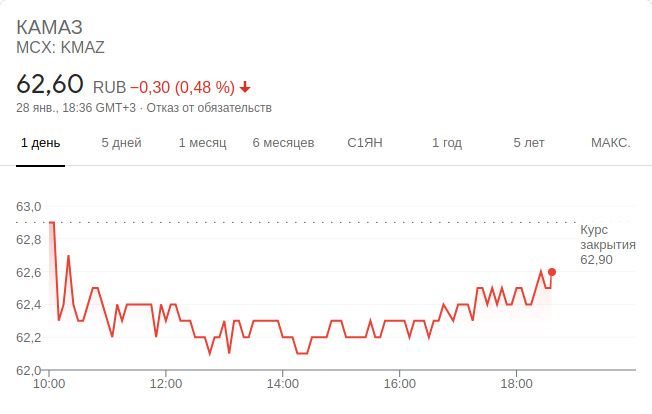 КАМАЗ
MCX: KMAZ
62,60 RUB −0,30 (0,48 %)
28 янв., 18:36 GMT+3 · Отказ от обязательств
1 день 5 дней 1 месяц 6 месяцев С1ЯН 1 год 5 лет МАКС.
63,0
62,8
62,6
62,4
62,2
62,0
Курс
закрытия
62,90
10:00 12:00 14:00 16:00 18:00